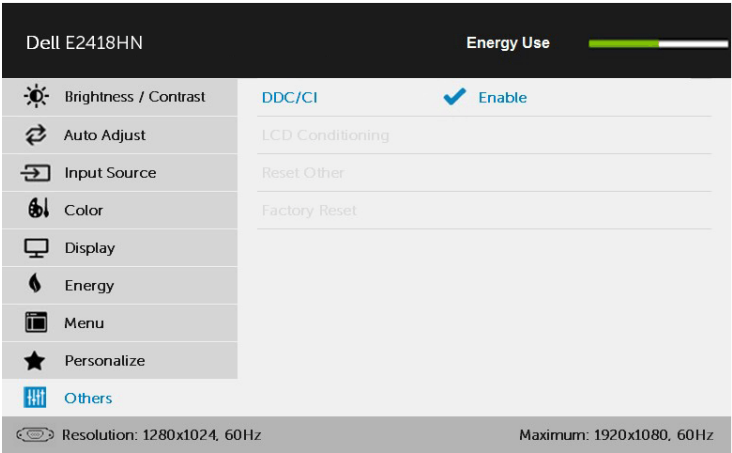 Dell E2418HN Energy Use
Brightness / Contrast DDC/CI Enable
Auto Adjust LCD Conditioning
Input Source Reset Other
Color Factory Reset
Display
Energy
Menu
Personalize
Others
Resolution: 1280x1024, 60Hz Maximum: 1920x1080, 60Hz